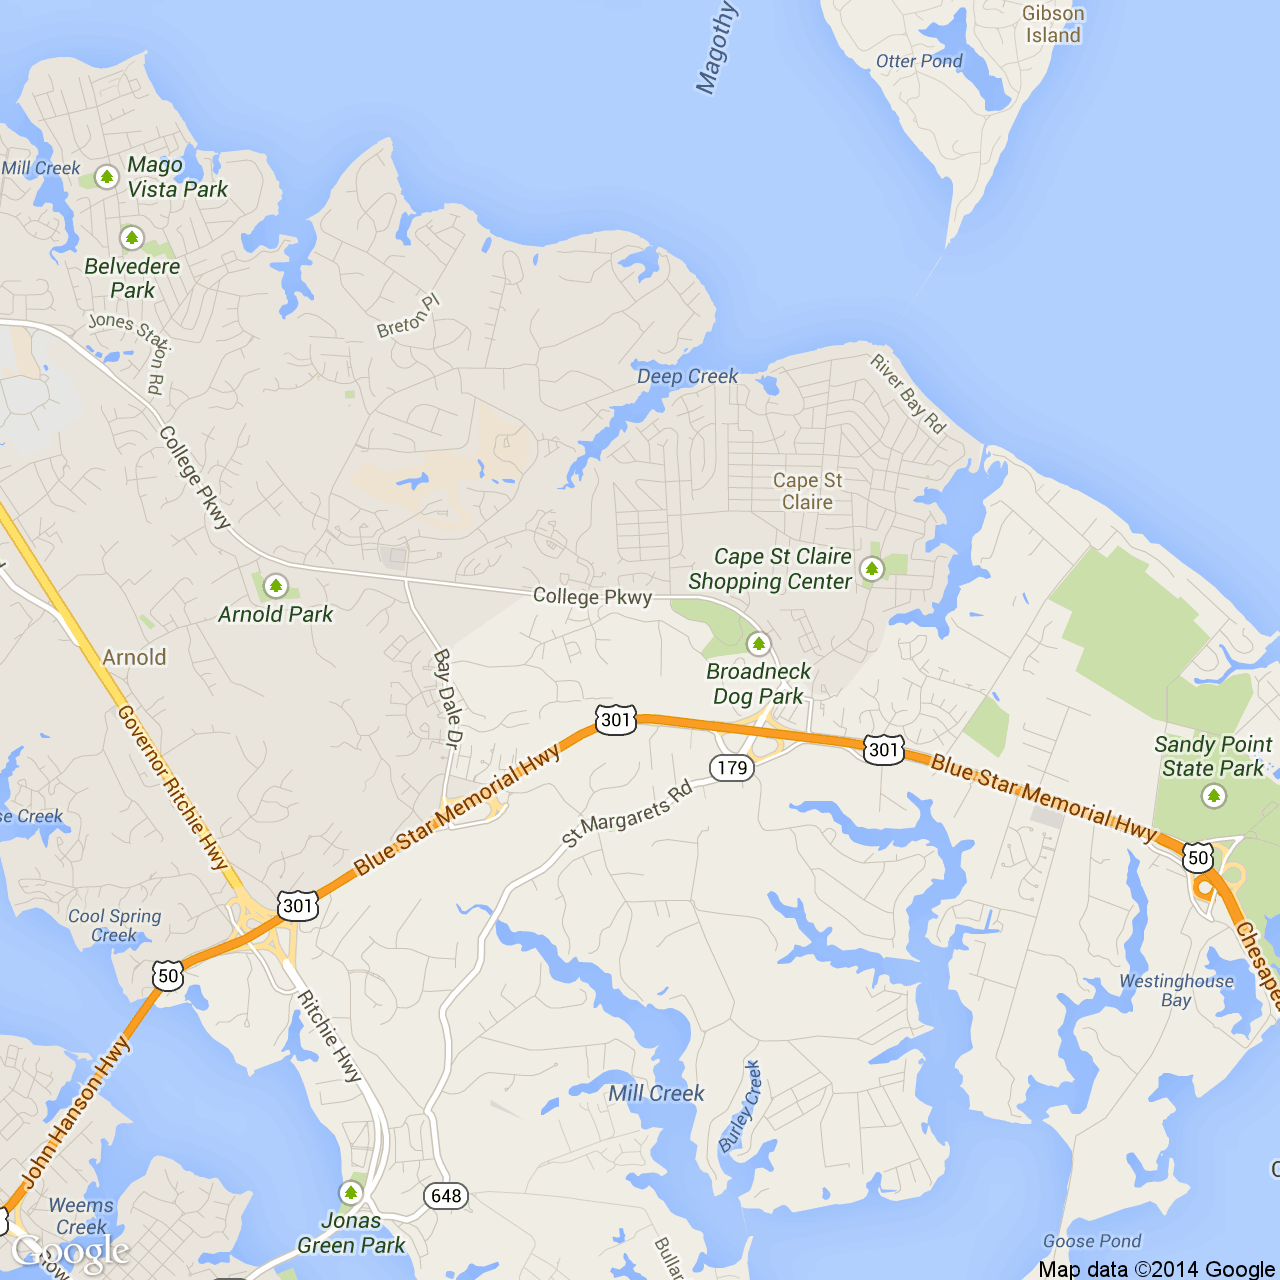 Gibson
Island
Magothy
Otter Pond
Mill Creek
Mago
Vista Park
Belvedere
Park
Jones Station Rd
Breton Pl
Deep Creek
River Bay Rd
College Pkwy
Cape St
Claire
Cape St Claire
Shopping Center
College Pkwy
Arnold Park
Arnold
Bay Dale Dr
Broadneck
Dog Park
Governor Ritchie Hwy
301
301
179
Blue Star Memorial Hwy
Blue Star Memorial Hwy
Sandy Point
State Park
St Margarets Rd
Creek
50
301
Cool Spring
Creek
50
Ritchie Hwy
Westinghouse
Bay
John Hanson Hwy
Mill Creek
Burley Creek
648
Weems
Creek
Jonas
Green Park
Goose Pond
Google
Map data ©2014 Google